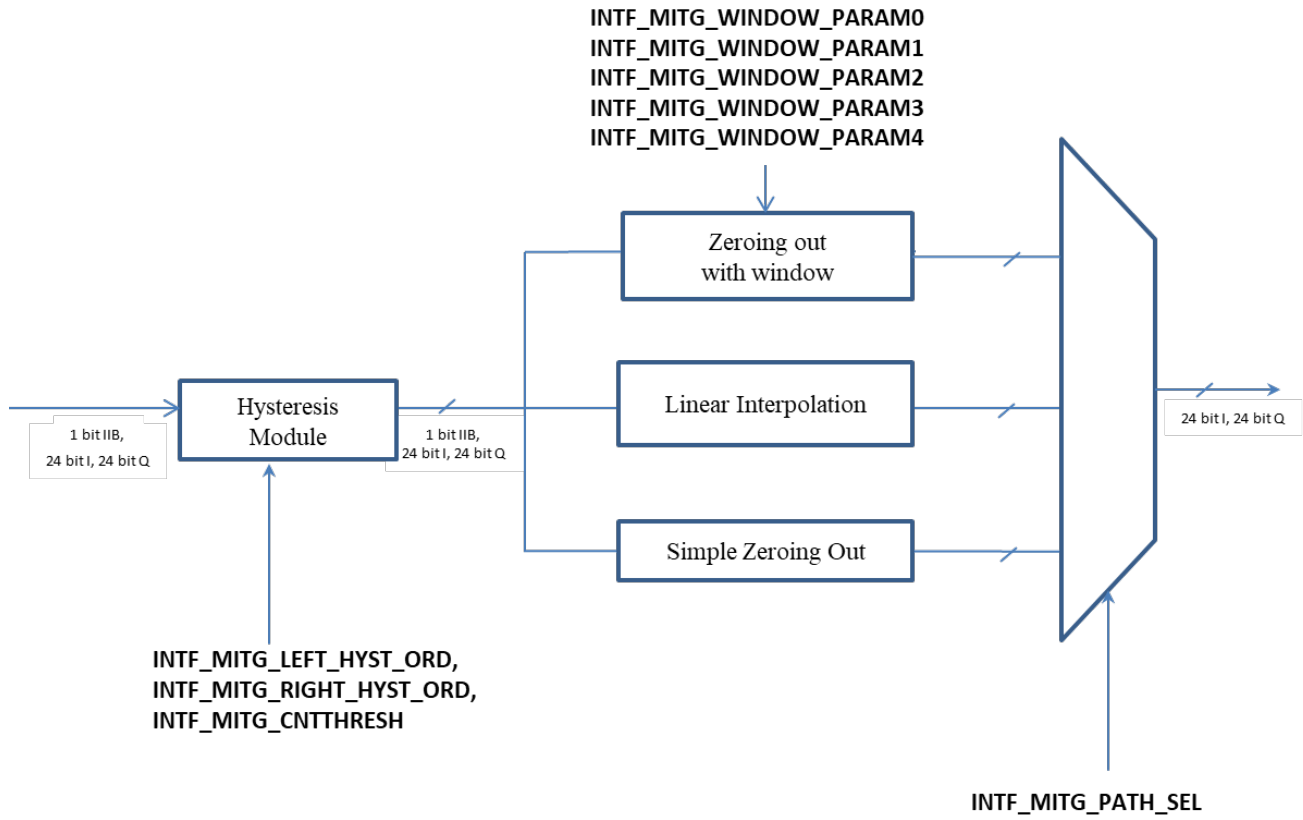 INTF_MITG_WINDOW_PARAM0
INTF_MITG_WINDOW_PARAM1
INTF_MITG_WINDOW_PARAM2
INTF_MITG_WINDOW_PARAM3
INTF_MITG_WINDOW_PARAM4
Zeroing out
with window
Hysteresis
Module
Linear Interpolation
1 bit IIB,
24 bit I, 24 bit Q
1 bit IIB,
24 bit I, 24 bit Q
24 bit I, 24 bit Q
Simple Zeroing Out
INTF_MITG_LEFT_HYST_ORD,
INTF_MITG_RIGHT_HYST_ORD,
INTF_MITG_CNTTHRESH
INTF_MITG_PATH_SEL